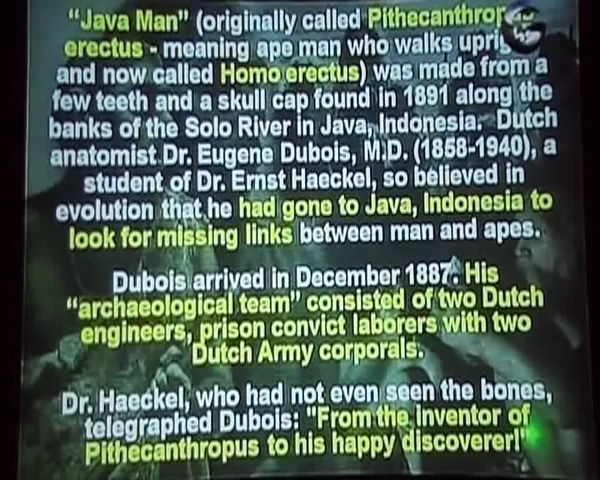 "Java Man" (originally called
erectus - meaning ape man who walks
and now called Homo erectus) was made from a
few teeth and a skull cap found in 1891 along the
banks of the Solo River in Java, Indonesia. Dutch
anatomist Dr. Eugene Dubois, M.D. (1858-1940), a
student of Dr. Ernst Haeckel, so believed in
evolution that he had gone to Java, Indonesia to
look for missing links between man and apes.
Dubois arrived in December 1887. His
"archaeological team" consisted of two Dutch
engineers, prison convict laborers with two
Dutch Army corporals.
Dr. Haeckel, who had not even seen the bones,
telegraphed Dubois: "From the inventor of
Pithecanthropus to his happy discoverer!"